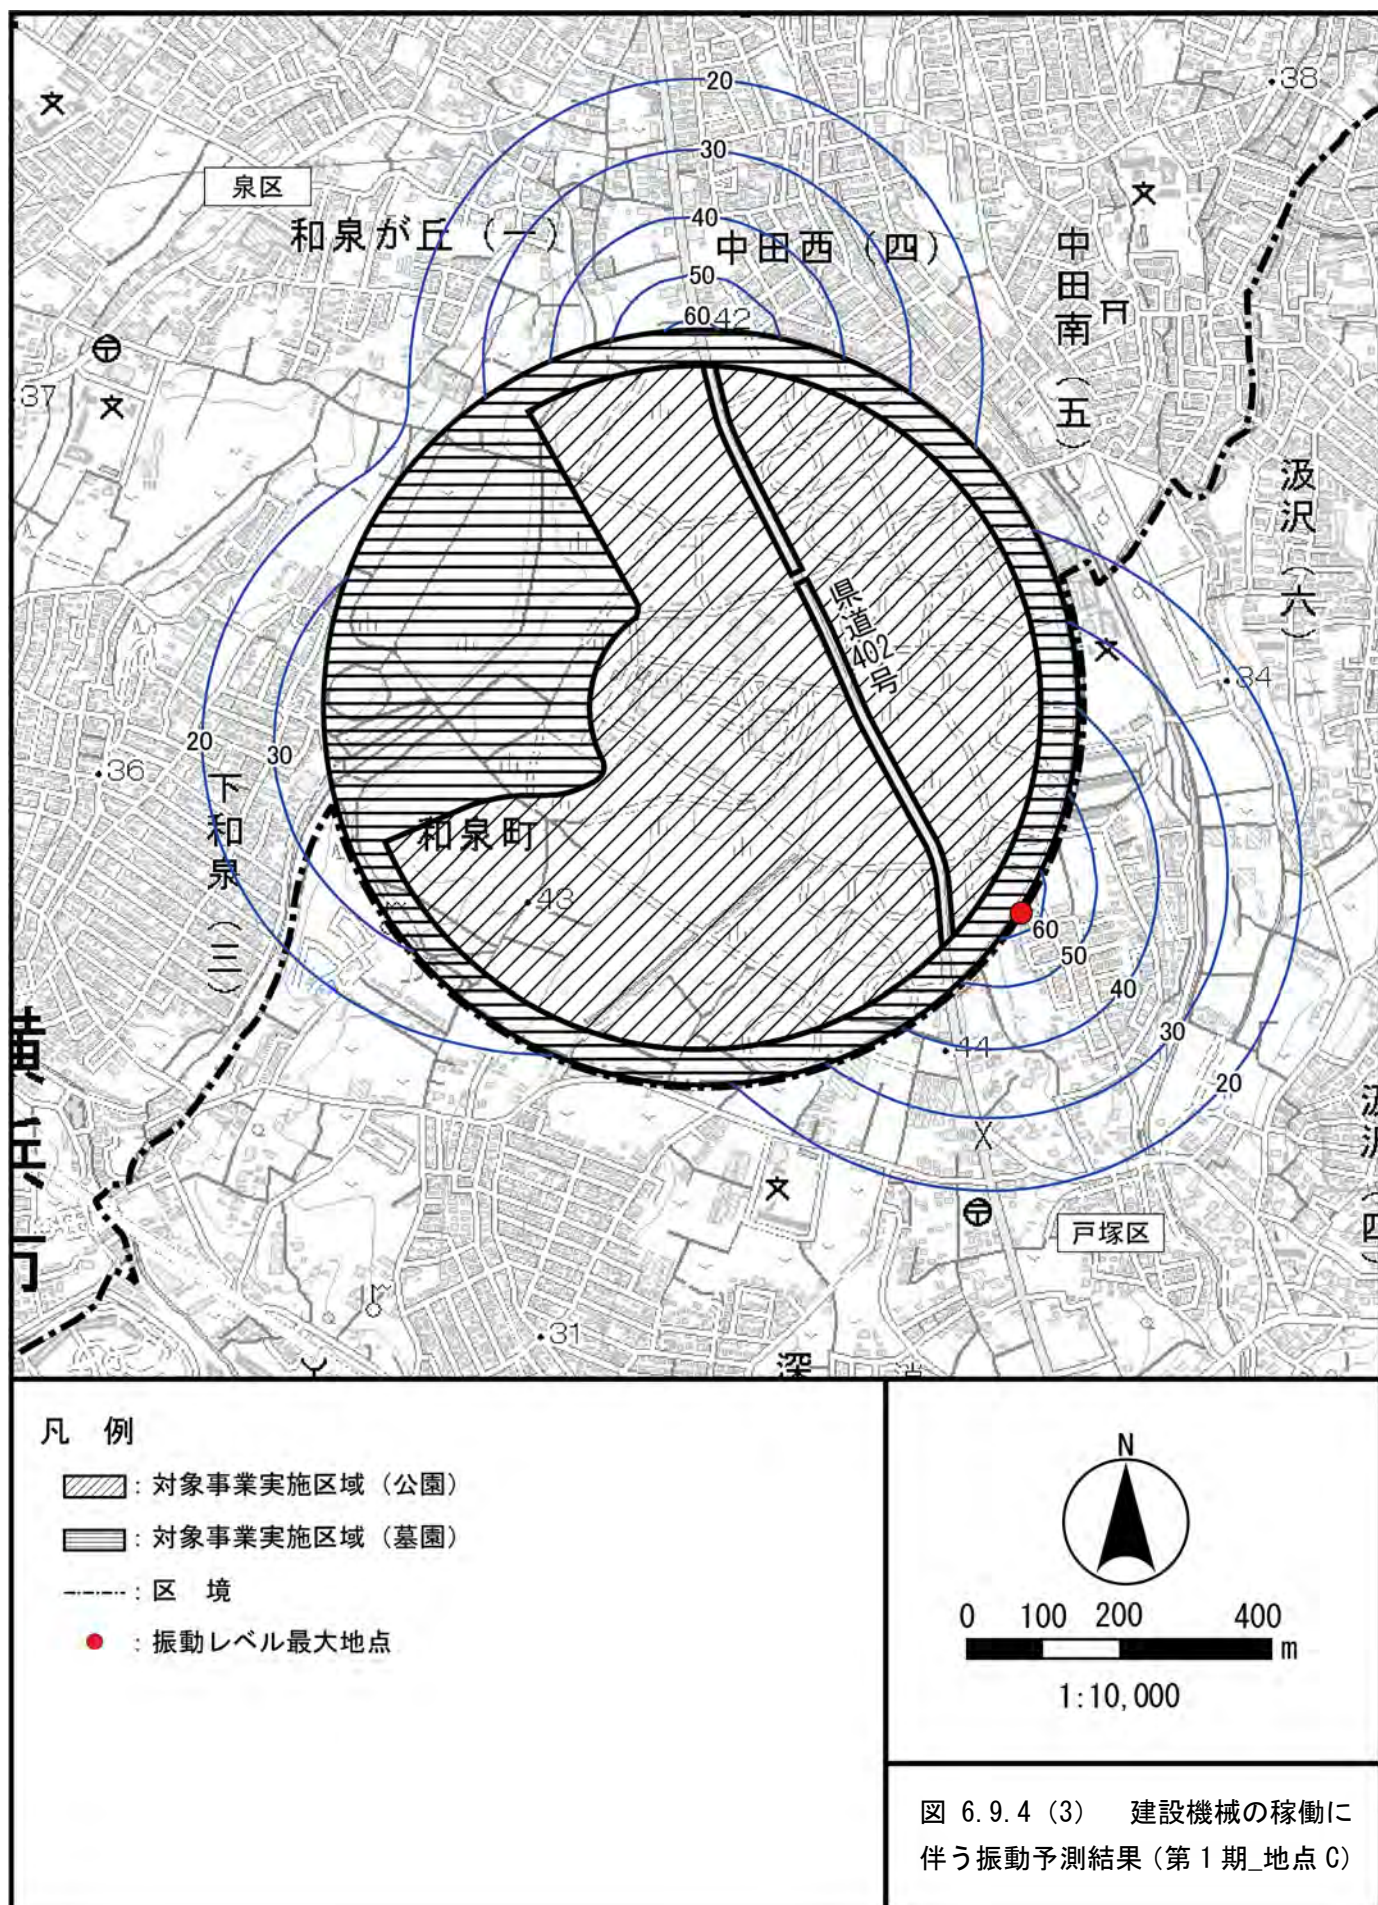 20
38
30
泉区
40
和泉が丘（一）
中田西（四）
中田南（五）
50
60
42
37
汲沢（六）
県道402号
34
20
30
36
下和泉（三）
和泉町
43
60
50
40
44
30
20
戸塚区
31
深
凡 例
：対象事業実施区域（公園）
：対象事業実施区域（墓園）
：区 境
：振動レベル最大地点
N
0 100 200 400
m
1:10,000
図 6.9.4（3） 建設機械の稼働に
伴う振動予測結果（第１期_地点 C）